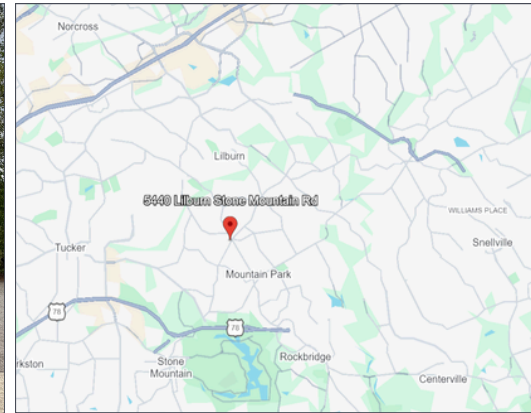 Norcross
Lilburn
5440 Lilburn Stone Mountain Rd
WILLIAMS PLACE
Snellville
Tucker
Mountain Park
78
78
rkston
Stone
Mountain
Rockbridge
Centerville